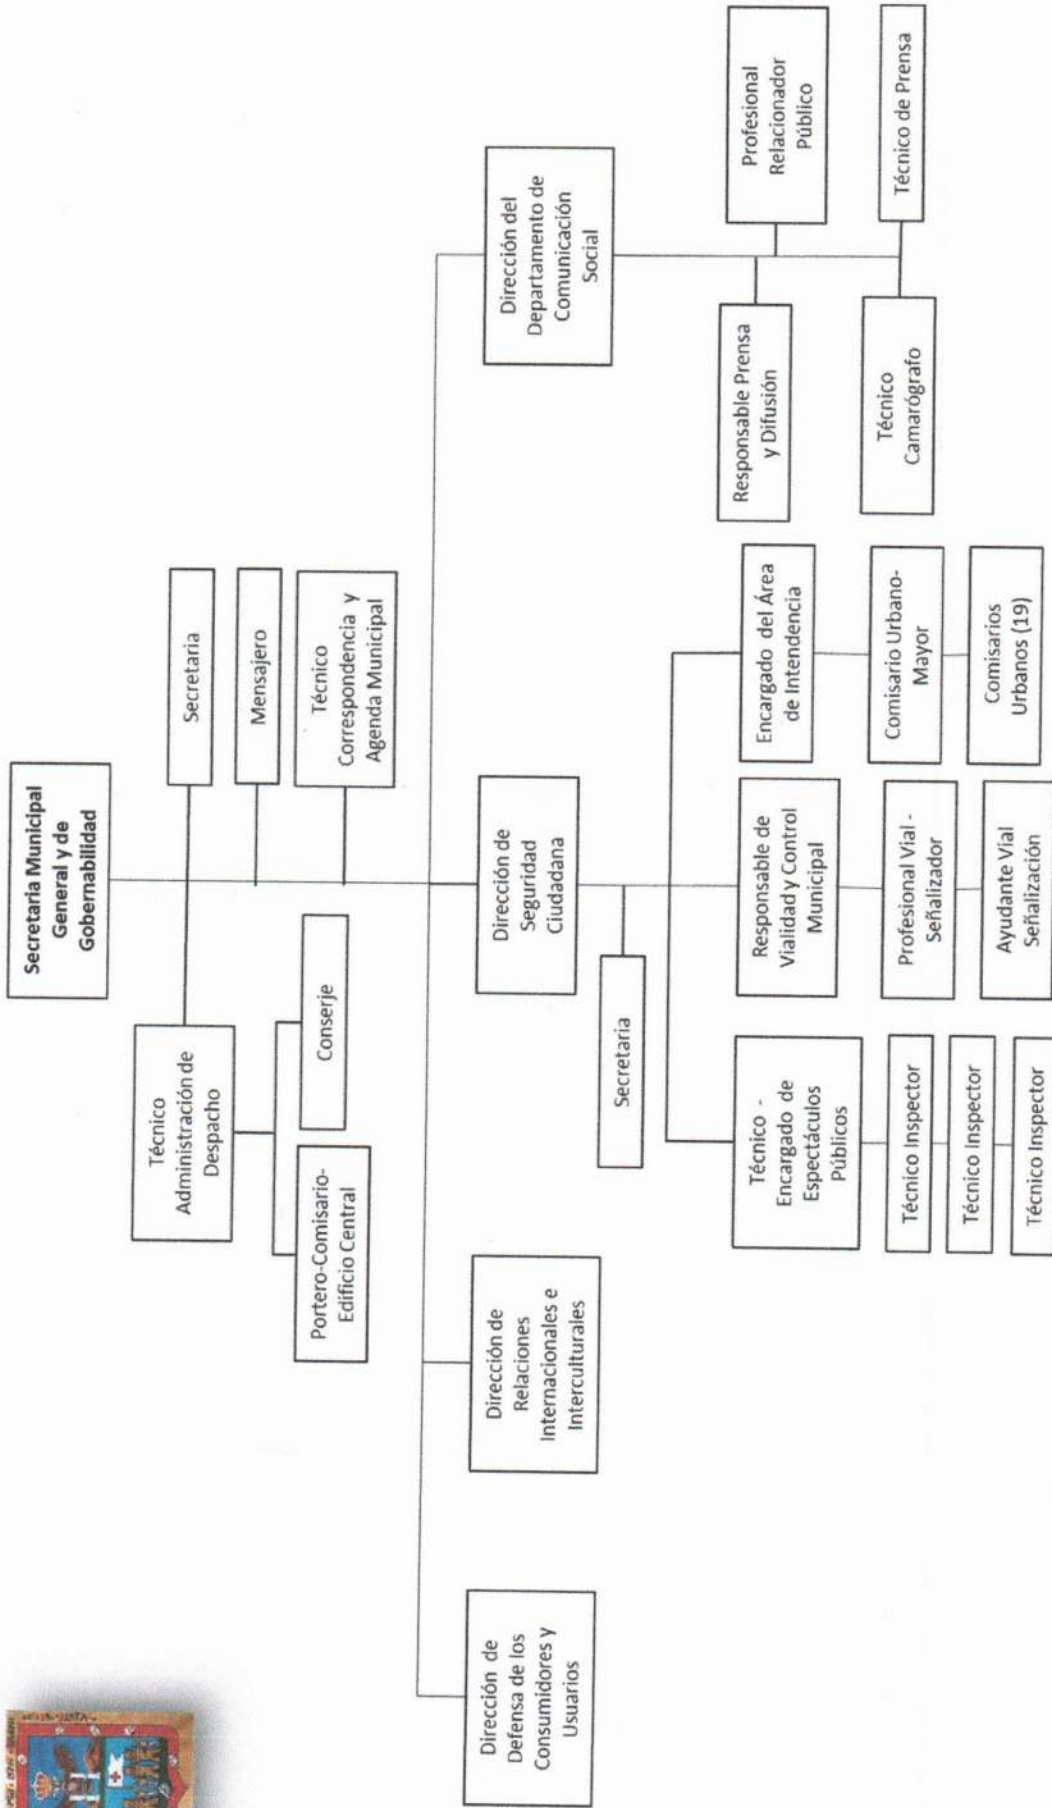 Secretaria Municipal
General y de
Gobernabilidad
Técnico
Administración de
Despacho
Secretaria
Portero-Comisario-
Edificio Central
Conserje
Mensajero
Técnico
Correspondencia y
Agenda Municipal
Dirección de
Defensa de los
Consumidores y
Usuarios
Dirección de
Relaciones
Internacionales e
Interculturales
Dirección de
Seguridad
Ciudadana
Dirección del
Departamento de
Comunicación
Social
Secretaria
Técnico -
Encargado de
Espectáculos
Públicos
Técnico Inspector
Técnico Inspector
Técnico Inspector
Responsable de
Vialidad y Control
Municipal
Profesional Vial -
Señalizador
Ayudante Vial
Señalización
Encargado del Área
de Intendencia
Comisario Urbano-
Mayor
Comisarios
Urbanos (19)
Responsable Prensa
y Difusión
Profesional
Relacionador
Público
Técnico
Camarógrafo
Técnico de Prensa